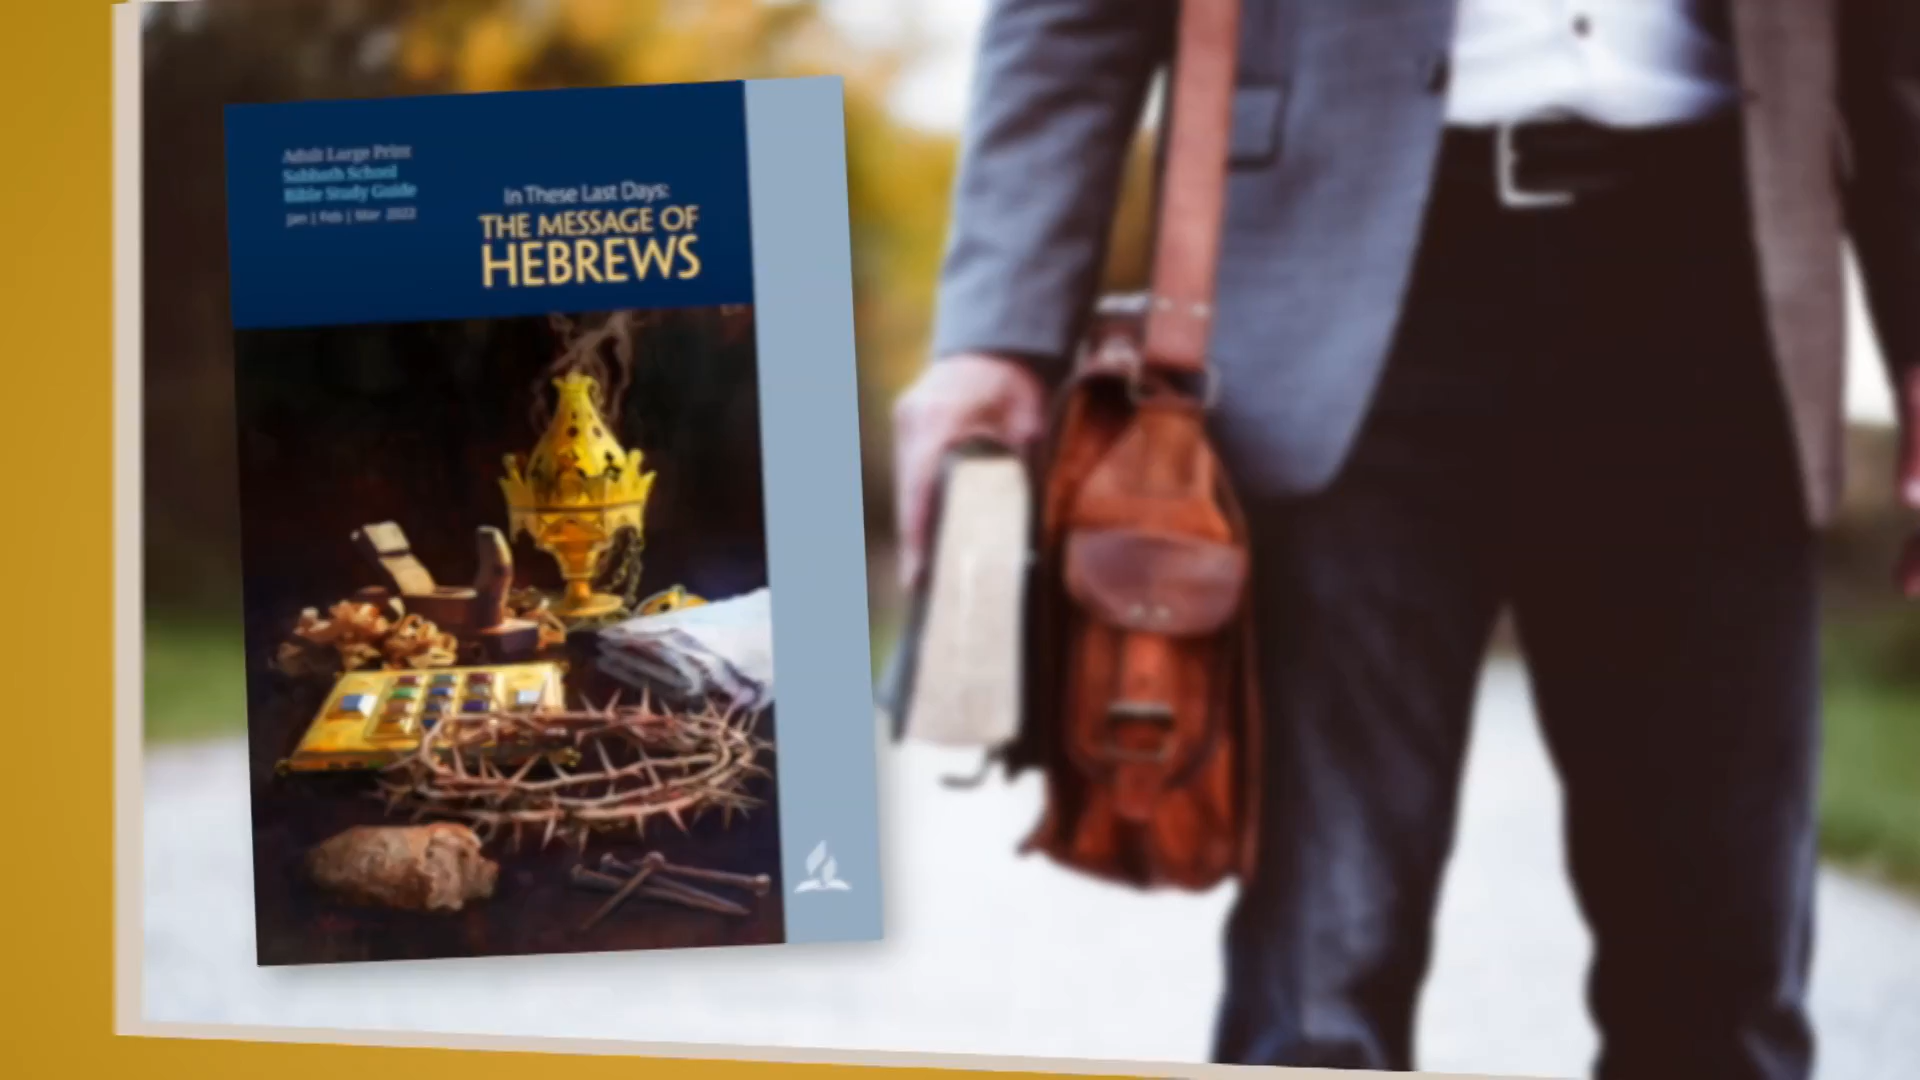 Adult Large Print
Sabbath School
Bible Study Guide
Jan | Feb | Mar 2022
In These Last Days:
THE MESSAGE OF
HEBREWS